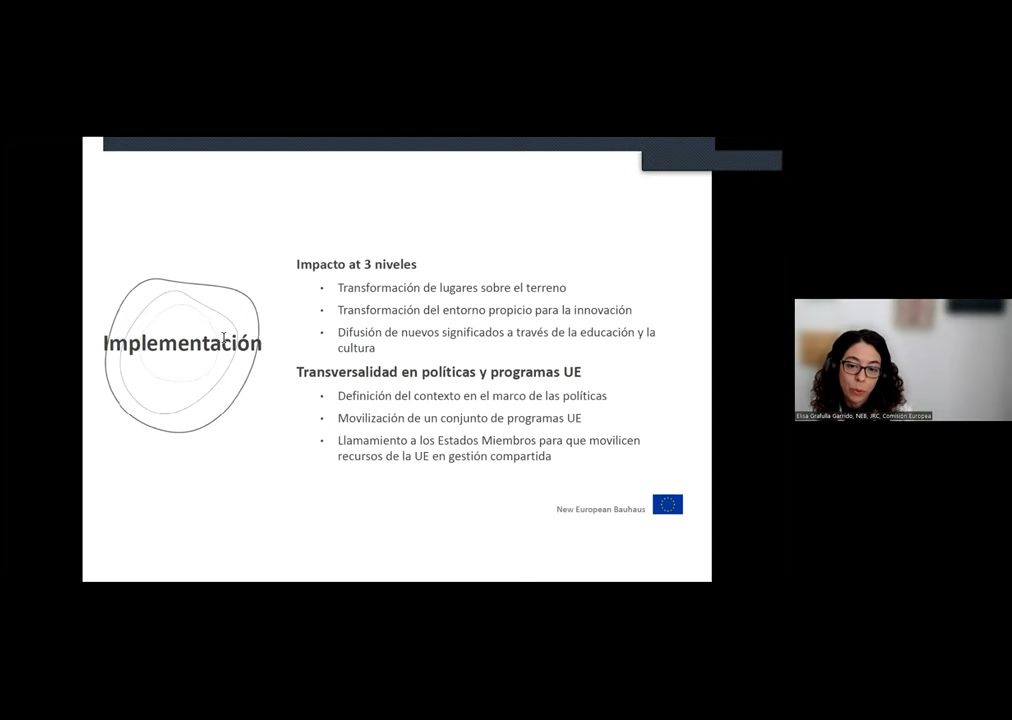 Impacto at 3 niveles
• Transformación de lugares sobre el terreno
• Transformación del entorno propicio para la innovación
• Difusión de nuevos significados a través de la educación y la
cultura
Implementación
Transversalidad en políticas y programas UE
• Definición del contexto en el marco de las políticas
• Movilización de un conjunto de programas UE
• Llamamiento a los Estados Miembros para que movilicen
recursos de la UE en gestión compartida
New European Bauhaus
Elisa Grafulla Garrido, NEB, JRC, Comisión Europea